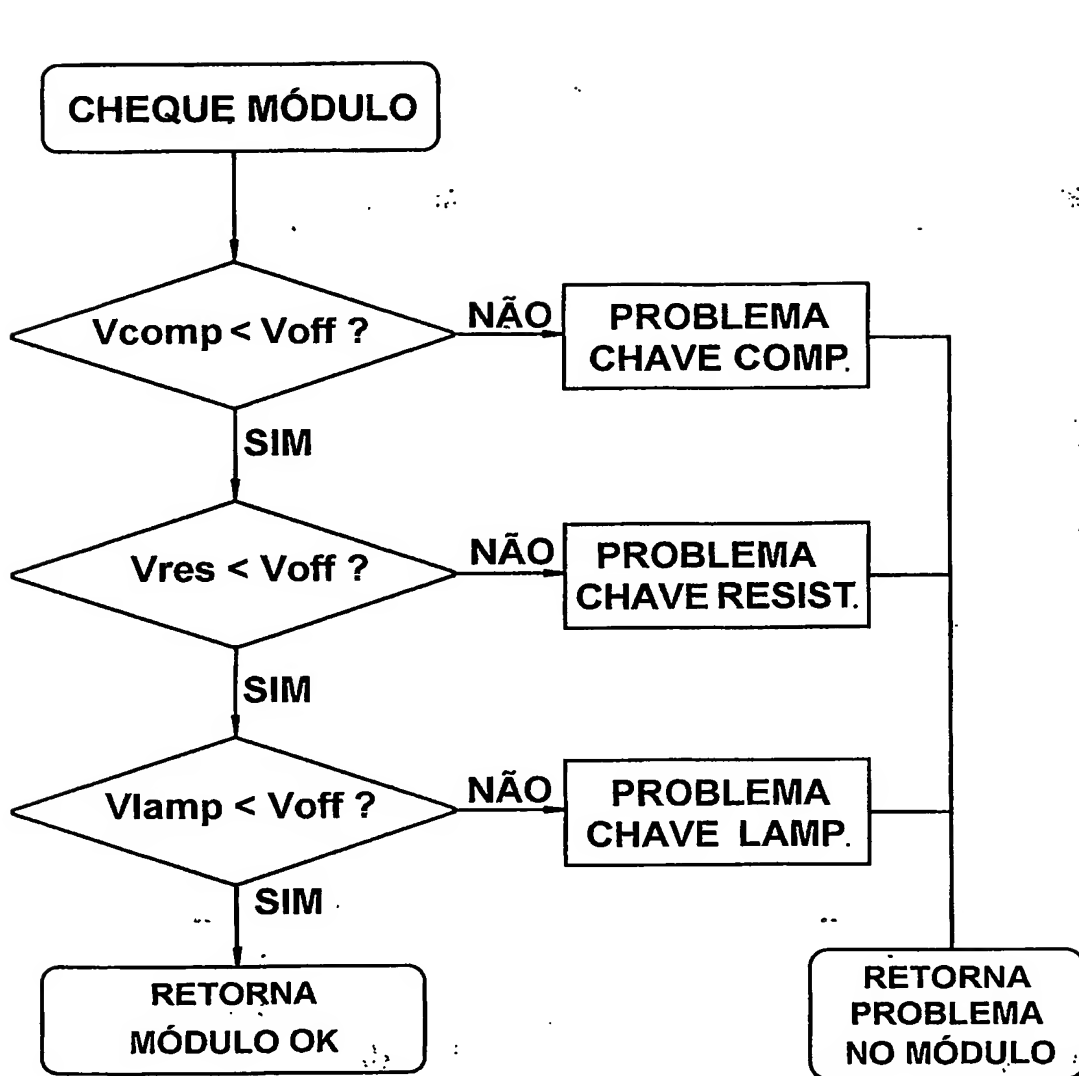 CHEQUE MÓDULO
Vcomp < Voff ?
NÃO
PROBLEMA
CHAVE COMP.
SIM
Vres < Voff ?
NÃO
PROBLEMA
CHAVE RESIST.
SIM
Vlamp < Voff ?
NÃO
PROBLEMA
CHAVE LAMP.
SIM
RETORNA
MÓDULO OK
RETORNA
PROBLEMA
NO MÓDULO